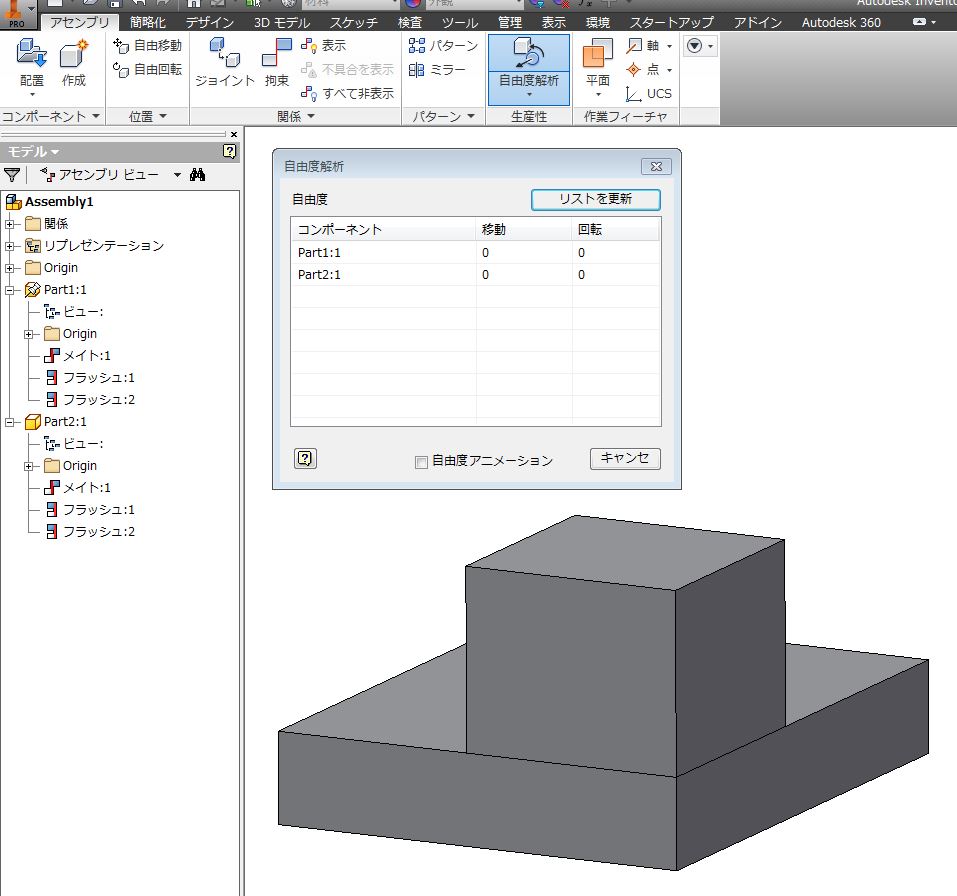 材料
外観
Autodesk Invento
PRO
アセンブリ 簡略化 デザイン 3D モデル スケッチ 検査 ツール 管理 表示 環境 スタートアップ アドイン Autodesk 360
配置
作成
自由移動
自由回転
ジョイント
拘束
表示
不具合を表示
すべて非表示
パターン
ミラー
自由度解析
平面
軸
点
UCS
コンポーネント 位置 関係 パターン 生産性 作業フィーチャ
モデル
アセンブリ ビュー
Assembly1
関係
リプレゼンテーション
Origin
Part1:1
ビュー:
Origin
メイト:1
フラッシュ:1
フラッシュ:2
Part2:1
ビュー:
Origin
メイト:1
フラッシュ:1
フラッシュ:2
自由度解析
自由度
リストを更新
コンポーネント 移動 回転
Part1:1 0 0
Part2:1 0 0
自由度アニメーション
キャンセ